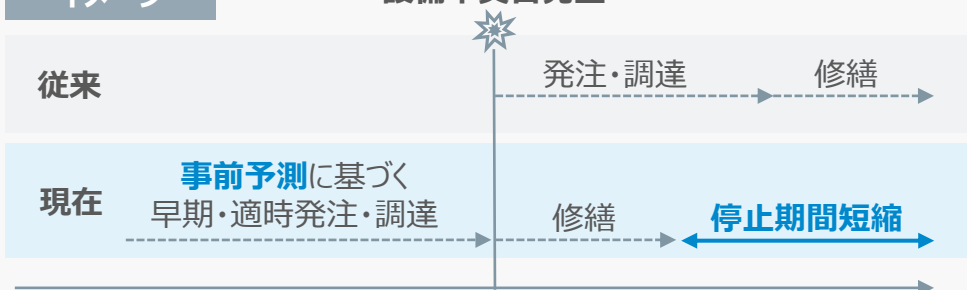 従来
発注・調達
修繕
現在
事前予測に基づく
早期・適時発注・調達
修繕
停止期間短縮